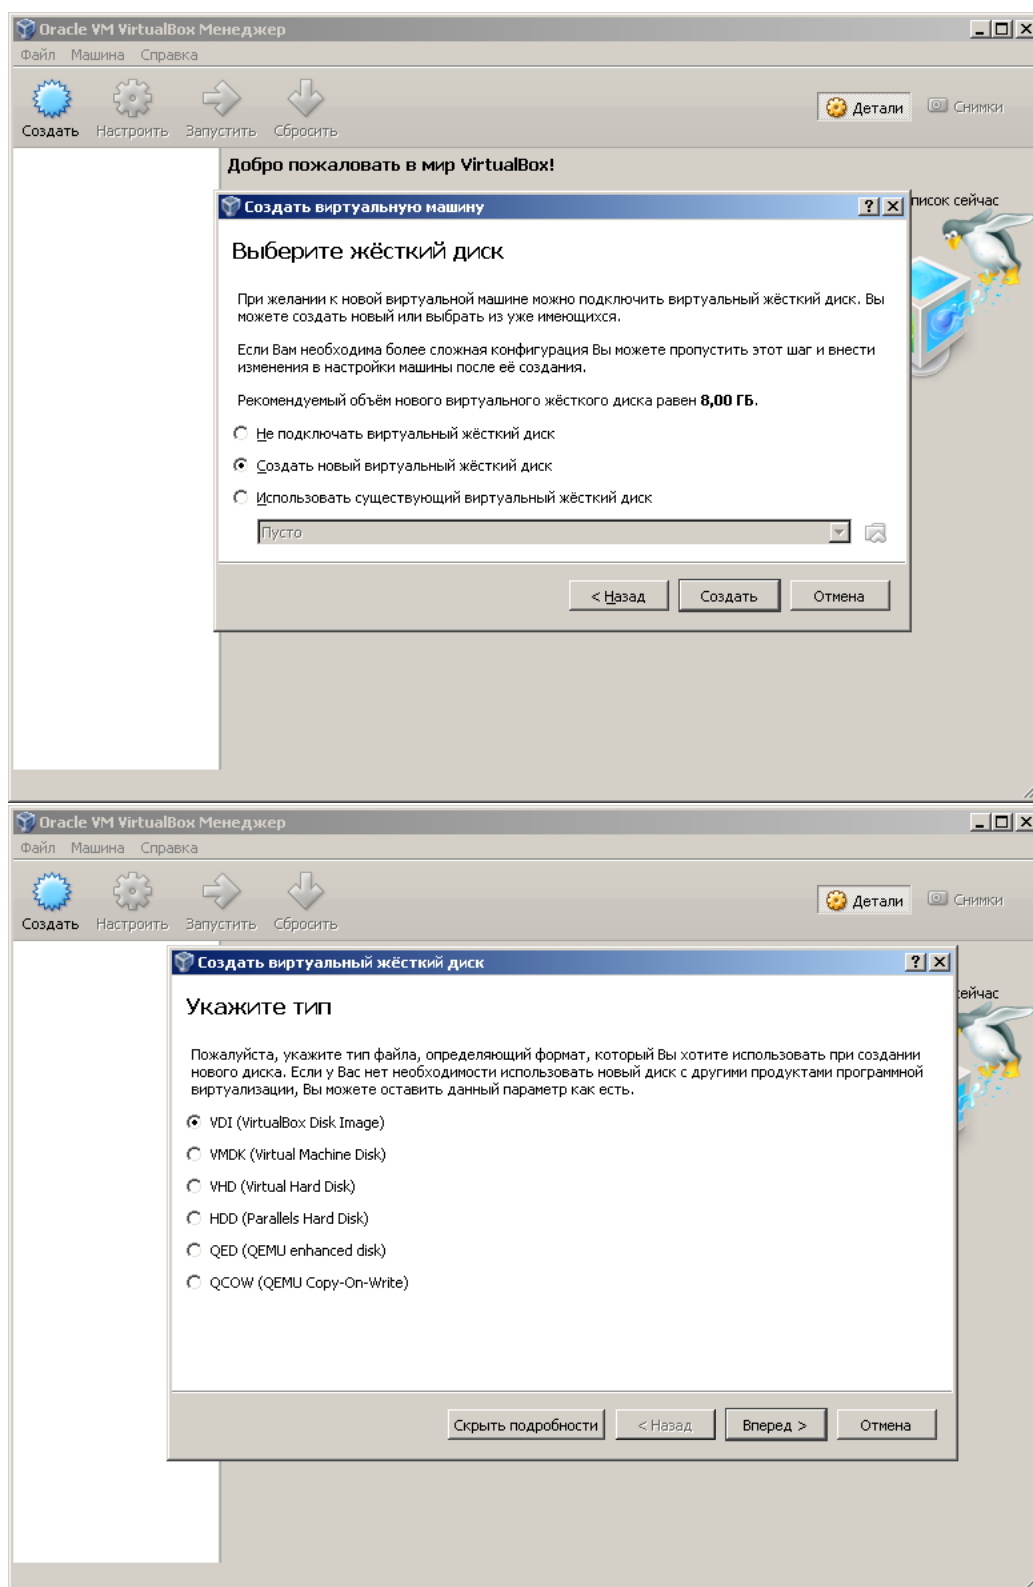 Oracle VM VirtualBox Менеджер
Файл Машина Справка
Создать Настроить Запустить Сбросить Детали Снимки
Добро пожаловать в мир VirtualBox!
Создать виртуальную машину
писок сейчас
Выберите жёсткий диск
При желании к новой виртуальной машине можно подключить виртуальный жёсткий диск. Вы
можете создать новый или выбрать из уже имеющихся.
Если Вам необходима более сложная конфигурация Вы можете пропустить этот шаг и внести
изменения в настройки машины после её создания.
Рекомендуемый объём нового виртуального жёсткого диска равен 8,00 ГБ.
Не подключать виртуальный жёсткий диск
Создать новый виртуальный жёсткий диск
Использовать существующий виртуальный жёсткий диск
Пусто
< Назад Создать Отмена
Oracle VM VirtualBox Менеджер
Файл Машина Справка
Создать Настроить Запустить Сбросить Детали Снимки
Создать виртуальный жёсткий диск
сейчас
Укажите тип
Пожалуйста, укажите тип файла, определяющий формат, который Вы хотите использовать при создании
нового диска. Если у Вас нет необходимости использовать новый диск с другими продуктами программной
виртуализации, Вы можете оставить данный параметр как есть.
VDI (VirtualBox Disk Image)
VMDK (Virtual Machine Disk)
VHD (Virtual Hard Disk)
HDD (Parallels Hard Disk)
QED (QEMU enhanced disk)
QCOW (QEMU Copy-On-Write)
Скрыть подробности < Назад Вперед > Отмена